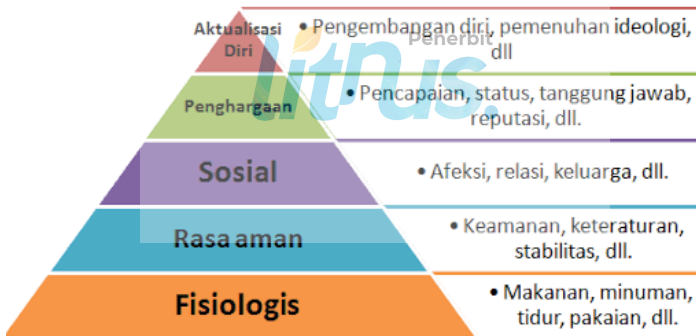 Aktualisasi
Diri
• Pengembangan diri, pemenuhan ideologi,
dll
Penerbit
litnus.
Penghargaan
• Pencapaian, status, tanggung jawab,
reputasi, dll.
Sosial
• Afeksi, relasi, keluarga, dll.
Rasa aman
• Keamanan, keteraturan,
stabilitas, dll.
Fisiologis
• Makanan, minuman,
tidur, pakaian, dll.